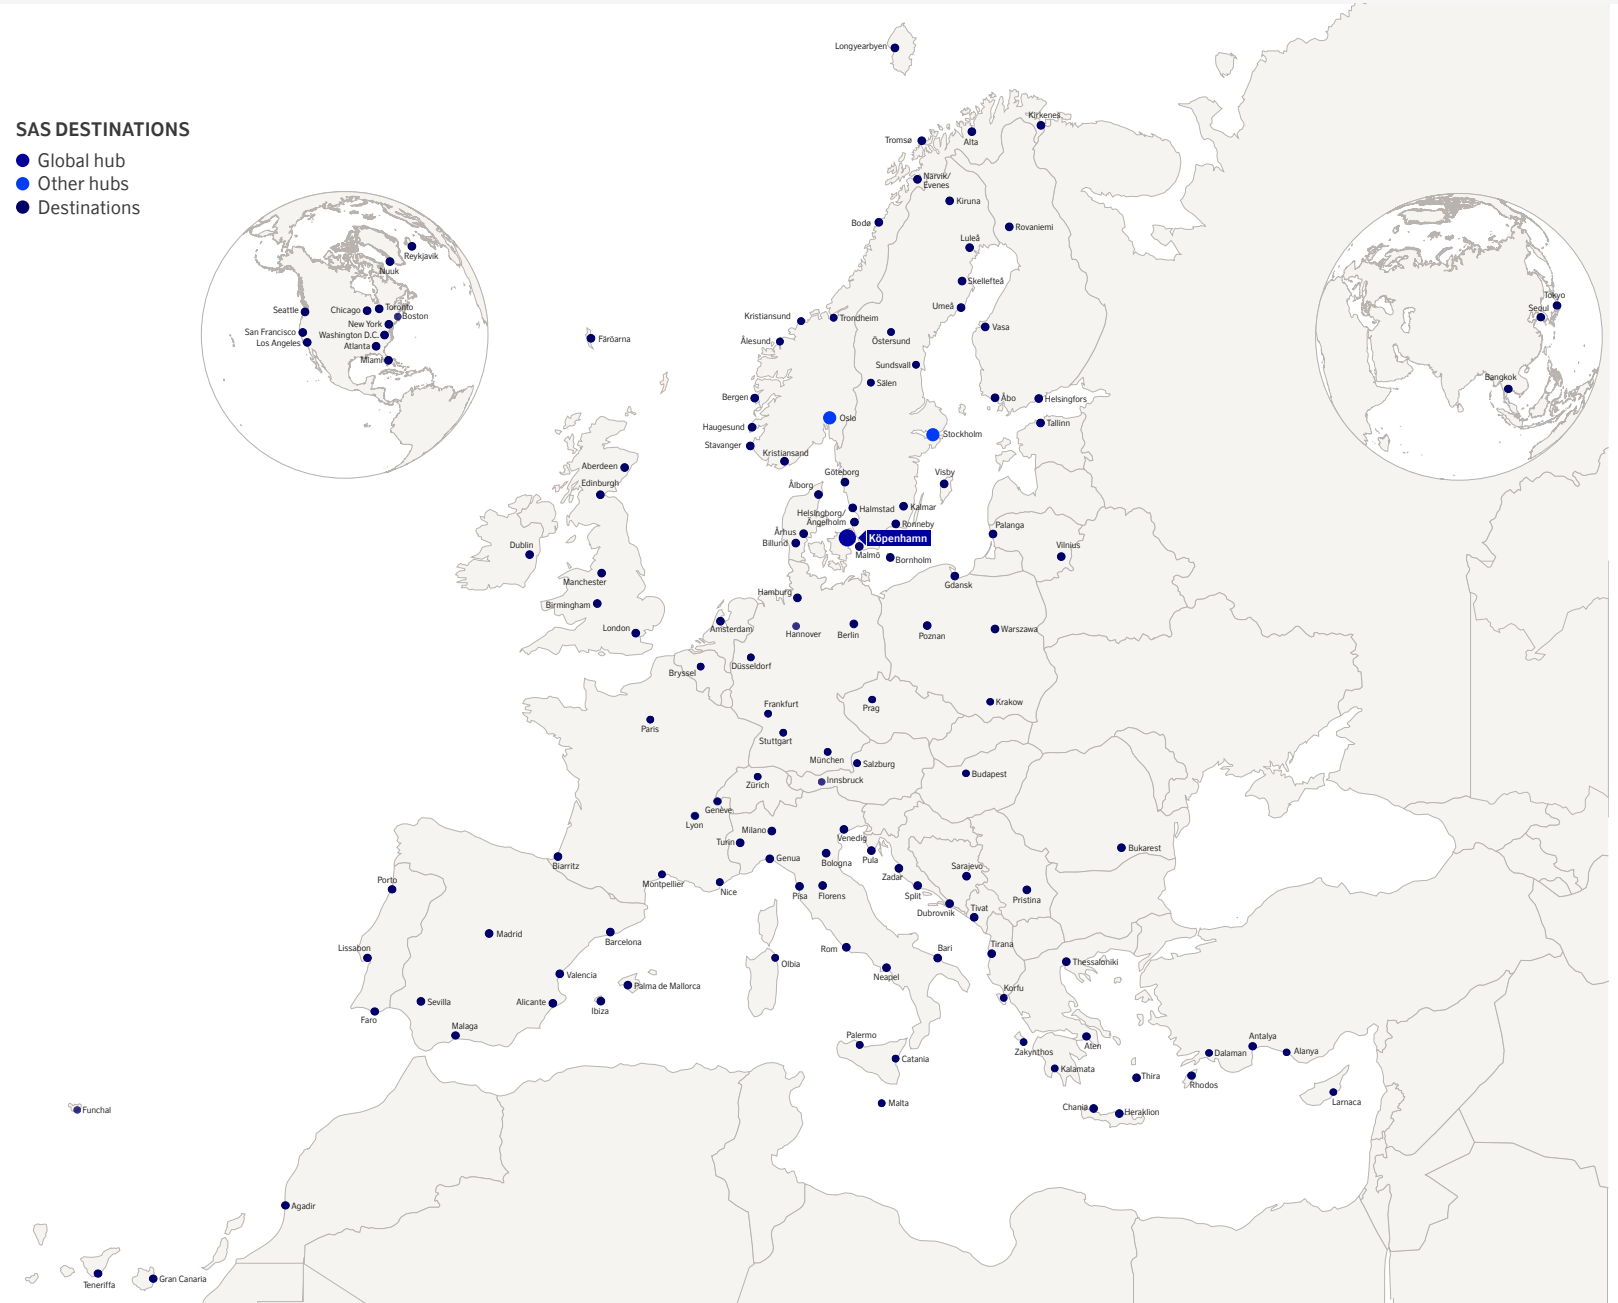 Longyearbyen
SAS DESTINATIONS
Global hub
Other hubs
Destinations
Kirkenes
Tromsø
Alta
Narvik/
Evenes
Kiruna
Bodø
Rovaniemi
Luleå
Skellefteå
Umeå
Vasa
Kristiansund
Trondheim
Ålesund
Östersund
Sundsvall
Sälen
Färöarna
Bergen
Oslo
Åbo
Helsingfors
Haugesund
Stockholm
Tallinn
Stavanger
Kristiansand
Göteborg
Visby
Ålborg
Halmstad
Kalmar
Helsingborg/
Ängelholm
Ronneby
Århus
Köpenhamn
Billund
Malmö
Bornholm
Palanga
Vilnius
Gdansk
Reykjavik
Nuuk
Seattle
Chicago
Toronto
Boston
New York
San Francisco
Washington D.C.
Los Angeles
Atlanta
Miami
Tokyo
Seoul
Bangkok
Aberdeen
Edinburgh
Dublin
Manchester
Birmingham
London
Hamburg
Amsterdam
Hannover
Berlin
Poznan
Warszawa
Bryssel
Düsseldorf
Frankfurt
Prag
Krakow
Paris
Stuttgart
München
Salzburg
Innsbruck
Budapest
Zürich
Genève
Lyon
Milano
Turin
Venedig
Genua
Bologna
Pula
Bukarest
Biarritz
Montpellier
Nice
Pisa
Florens
Zadar
Split
Sarajevo
Pristina
Dubrovnik
Tivat
Porto
Madrid
Barcelona
Lissabon
Valencia
Palma de Mallorca
Sevilla
Alicante
Ibiza
Faro
Malaga
Olbia
Rom
Neapel
Bari
Tirana
Thessaloniki
Korfu
Palermo
Catania
Malta
Zakynthos
Aten
Kalamata
Thira
Chania
Heraklion
Rhodos
Dalaman
Antalya
Alanya
Larnaca
Funchal
Agadir
Teneriffa
Gran Canaria